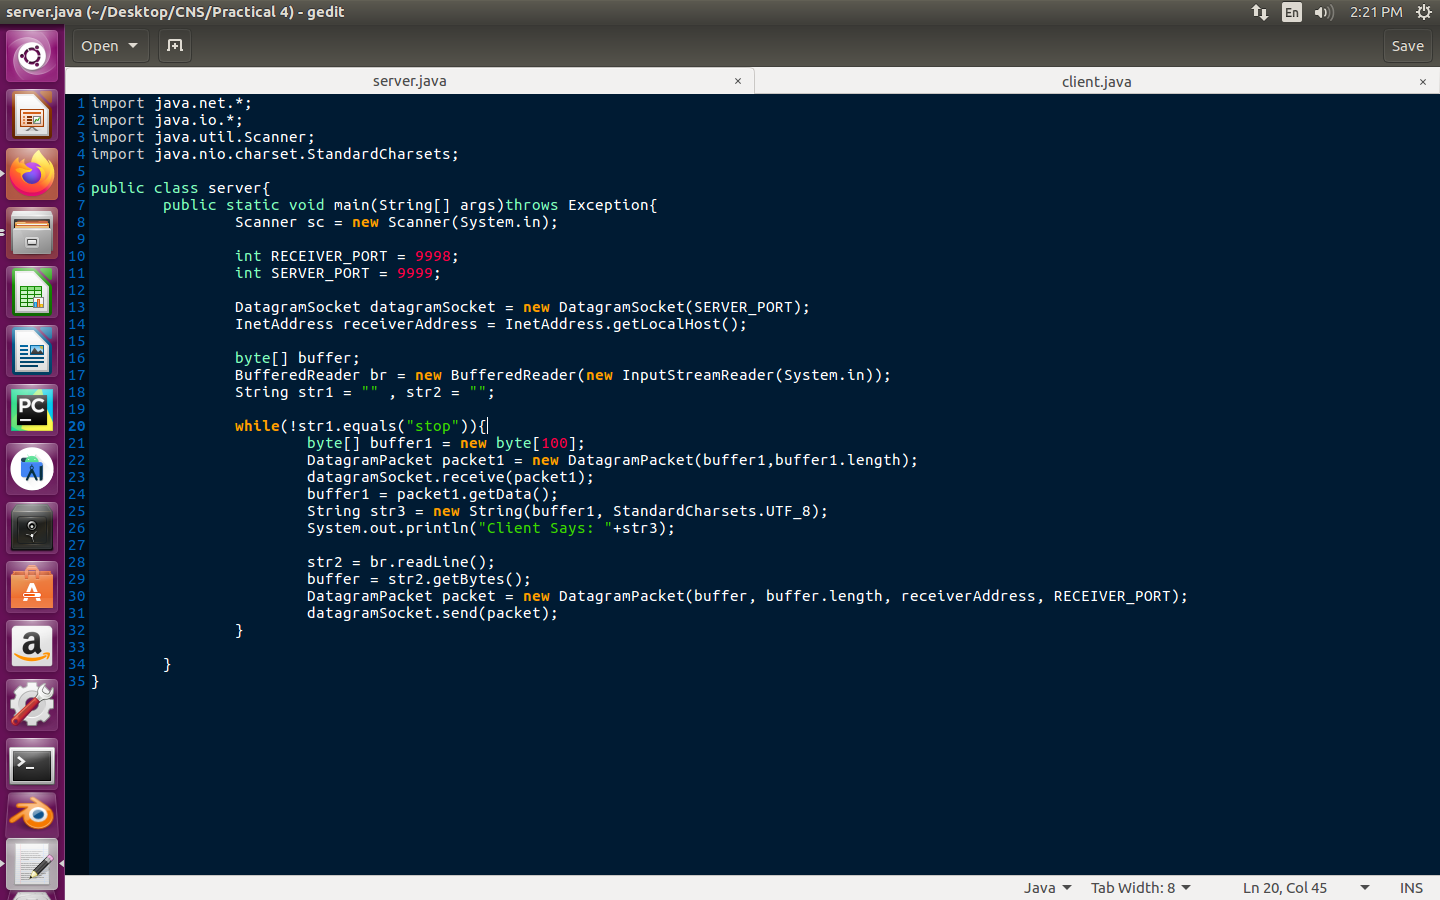 server.java (~/Desktop/CNS/Practical 4) - gedit
En
2:21 PM
Open
Save
server.java ×
client.java ×
1 import java.net.*;
2 import java.io.*;
3 import java.util.Scanner;
4 import java.nio.charset.StandardCharsets;
5
6 public class server{
7         public static void main(String[] args)throws Exception{
8                 Scanner sc = new Scanner(System.in);
9
10
                int RECEIVER_PORT = 9998;
11                 int SERVER_PORT = 9999;
12
13                 DatagramSocket datagramSocket = new DatagramSocket(SERVER_PORT);
14                 InetAddress receiverAddress = InetAddress.getLocalHost();
15
16                 byte[] buffer;
17                 BufferedReader br = new BufferedReader(new InputStreamReader(System.in));
18                 String str1 = "" , str2 = "";
19
20                 while(!str1.equals("stop")){
21                         byte[] buffer1 = new byte[100];
22                         DatagramPacket packet1 = new DatagramPacket(buffer1,buffer1.length);
23                         datagramSocket.receive(packet1);
24                         buffer1 = packet1.getData();
25                         String str3 = new String(buffer1, StandardCharsets.UTF_8);
26                         System.out.println("Client Says: "+str3);
27
28                         str2 = br.readLine();
29                         buffer = str2.getBytes();
30                         DatagramPacket packet = new DatagramPacket(buffer, buffer.length, receiverAddress, RECEIVER_PORT);
31                         datagramSocket.send(packet);
32                 }
33
34         }
35 }
PC
A
a
>_
Java
Tab Width: 8
Ln 20, Col 45
INS